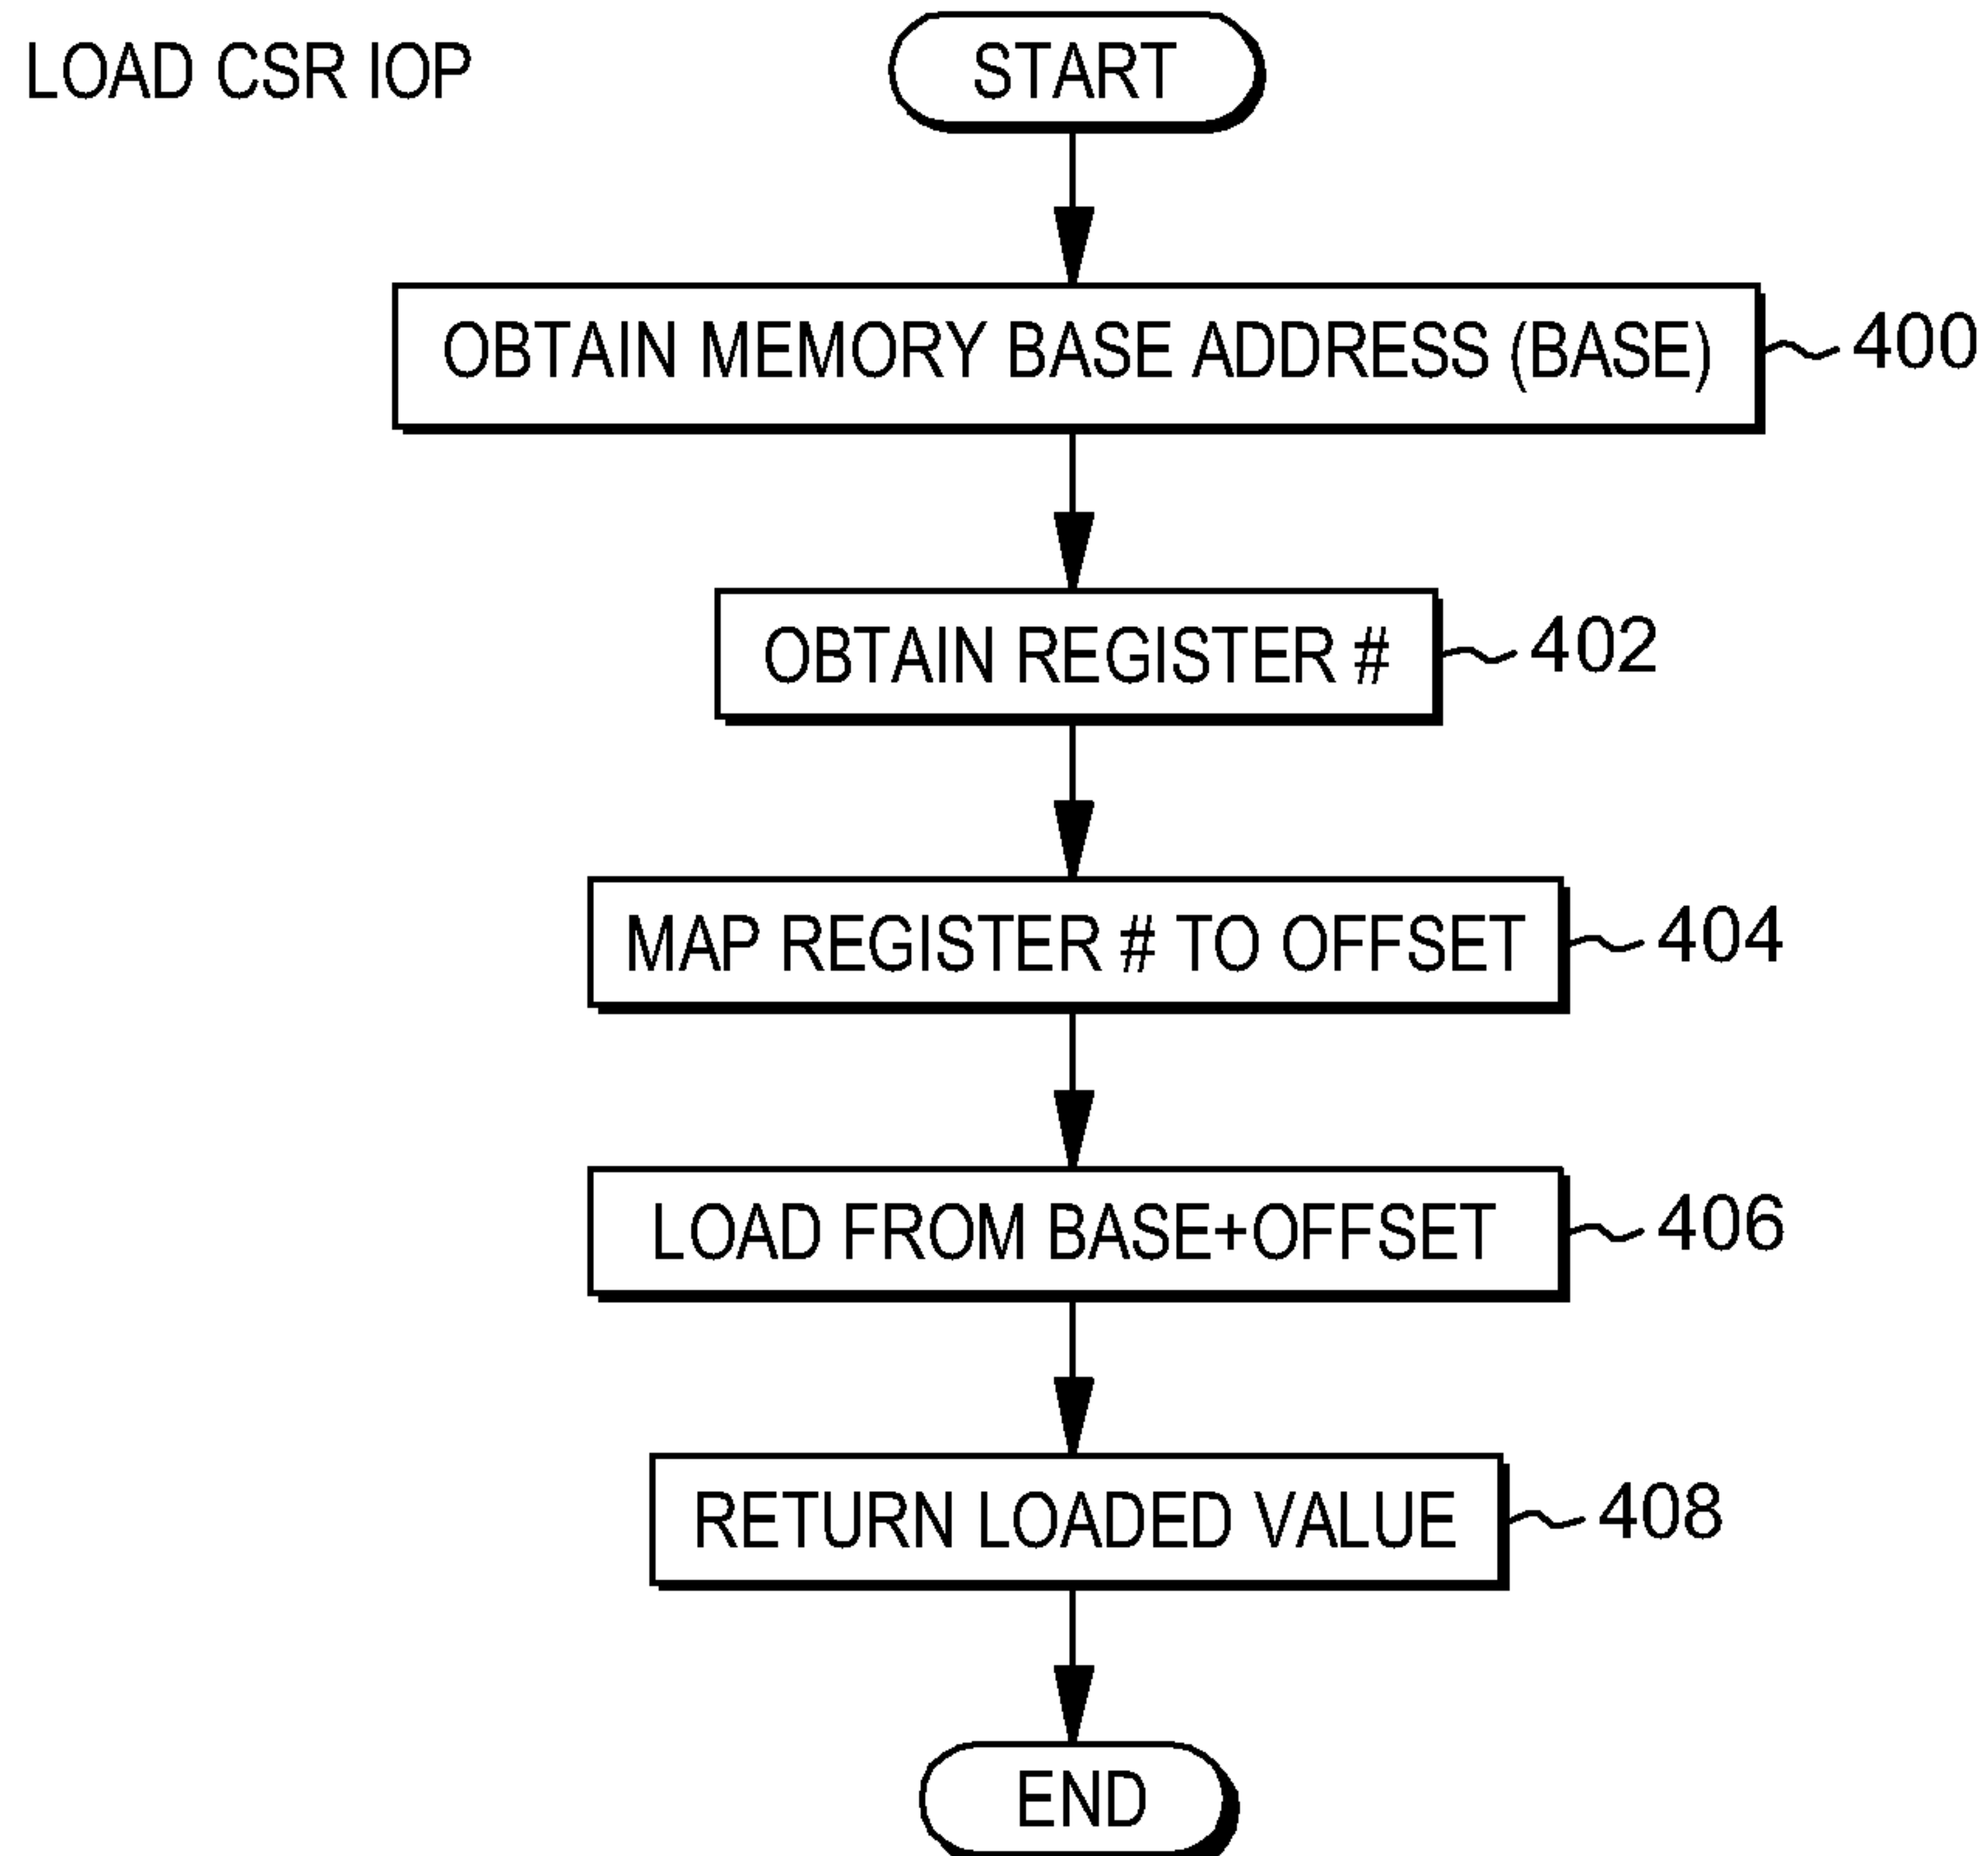 LOAD CSR IOP
START
OBTAIN MEMORY BASE ADDRESS (BASE)
400
OBTAIN REGISTER #
402
MAP REGISTER # TO OFFSET
404
LOAD FROM BASE+OFFSET
406
RETURN LOADED VALUE
408
END